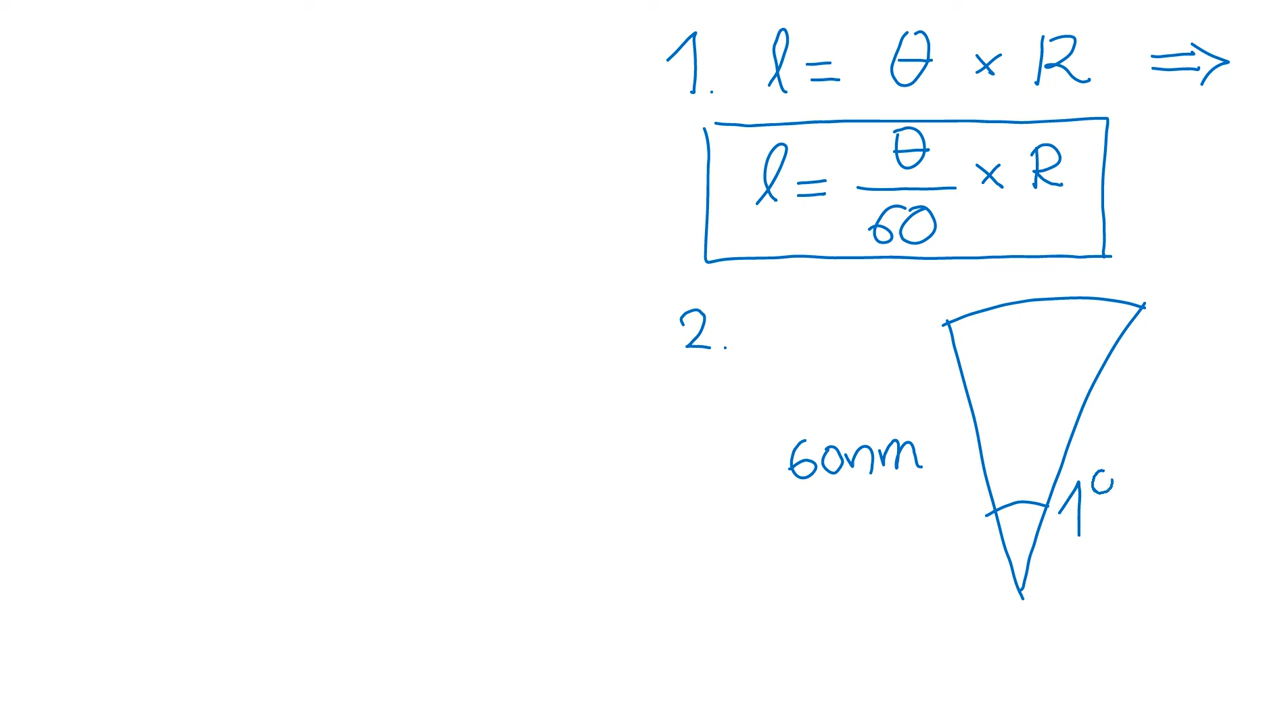 1. l = θ × R ⇒
l = θ/60 × R
2.
60nm
1°